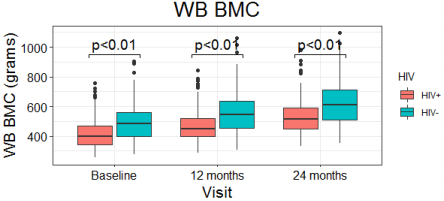 WB BMC
WB BMC (grams)
1000
800
600
400
p<0.01
p<0.01
p<0.01
Baseline
12 months
24 months
Visit
HIV
HIV+
HIV-